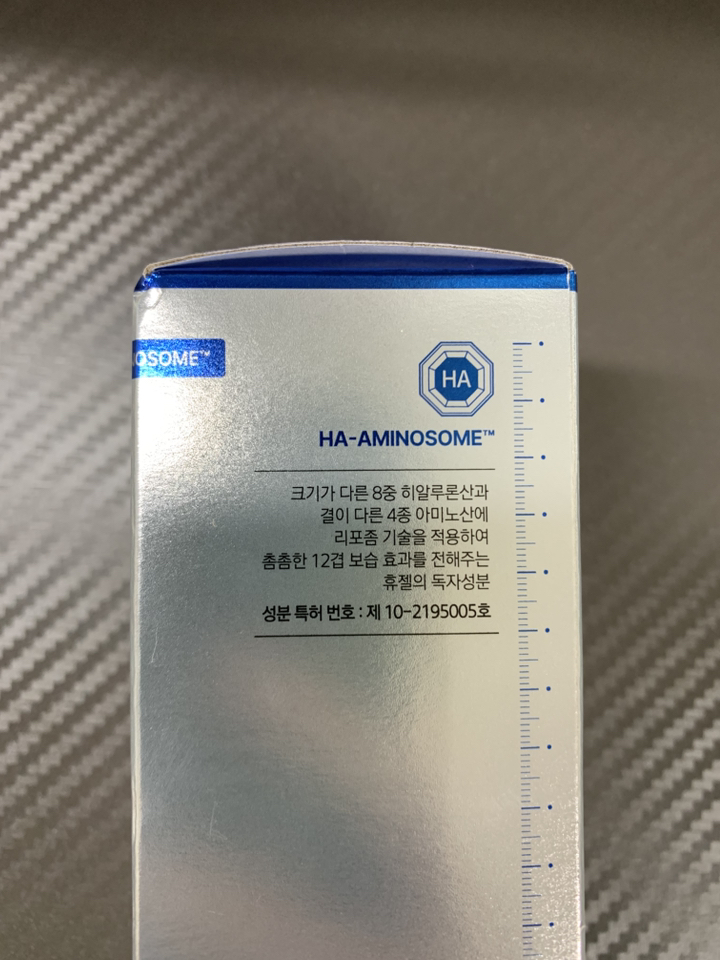 OSOME™
HA
HA-AMINOSOME™
크기가 다른 8중 히알루론산과
결이 다른 4종 아미노산에
리포좀 기술을 적용하여
촘촘한 12겹 보습 효과를 전해주는
휴젤의 독자성분
성분 특허 번호 : 제 10-2195005호